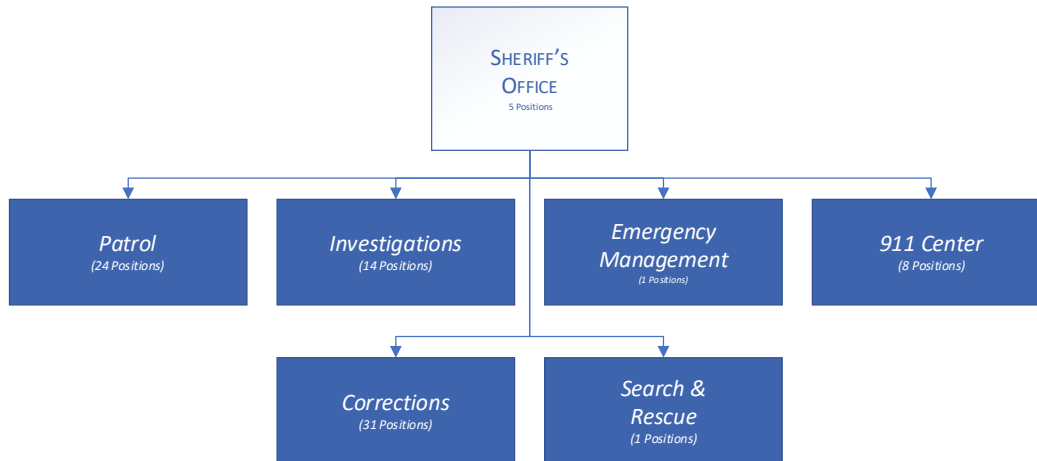 SHERIFF'S
OFFICE
5 Positions
Patrol
(24 Positions)
Investigations
(14 Positions)
Emergency
Management
(1 Positions)
911 Center
(8 Positions)
Corrections
(31 Positions)
Search &
Rescue
(1 Positions)